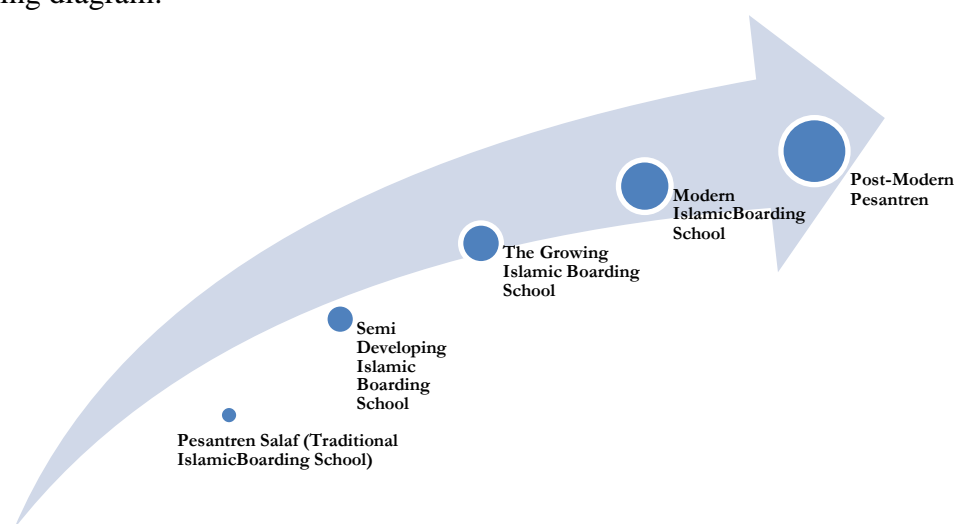 ing diagram:
Post-Modern
Pesantren
Modern
IslamicBoarding
School
The Growing
Islamic Boarding
School
Semi
Developing
Islamic
Boarding
School
Pesantren Salaf (Traditional
IslamicBoarding School)